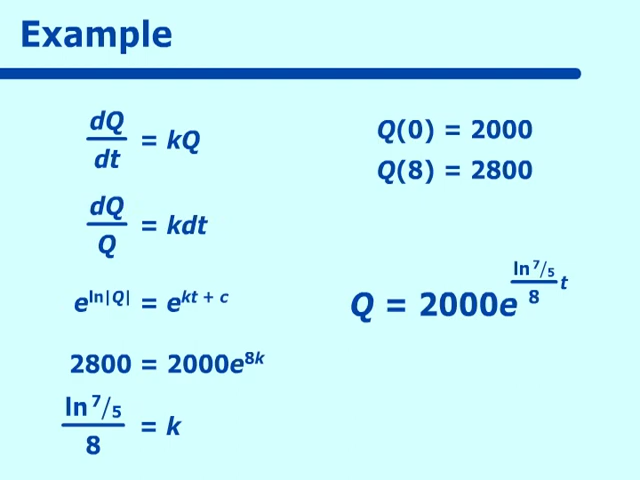 Example
dQ/dt = kQ
dQ/Q = kdt
e^ln|Q| = e^kt + c
2800 = 2000e^8k
ln 7/5 / 8 = k
Q(0) = 2000
Q(8) = 2800
Q = 2000e^(ln 7/5 / 8)t